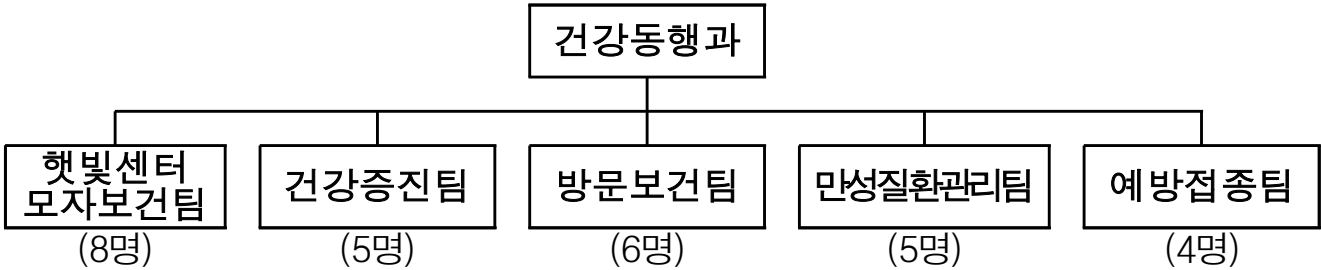 건강동행과
햇빛센터
모자보건팀
건강증진팀
방문보건팀
만성질환관리팀
예방접종팀
(8명)
(5명)
(6명)
(5명)
(4명)